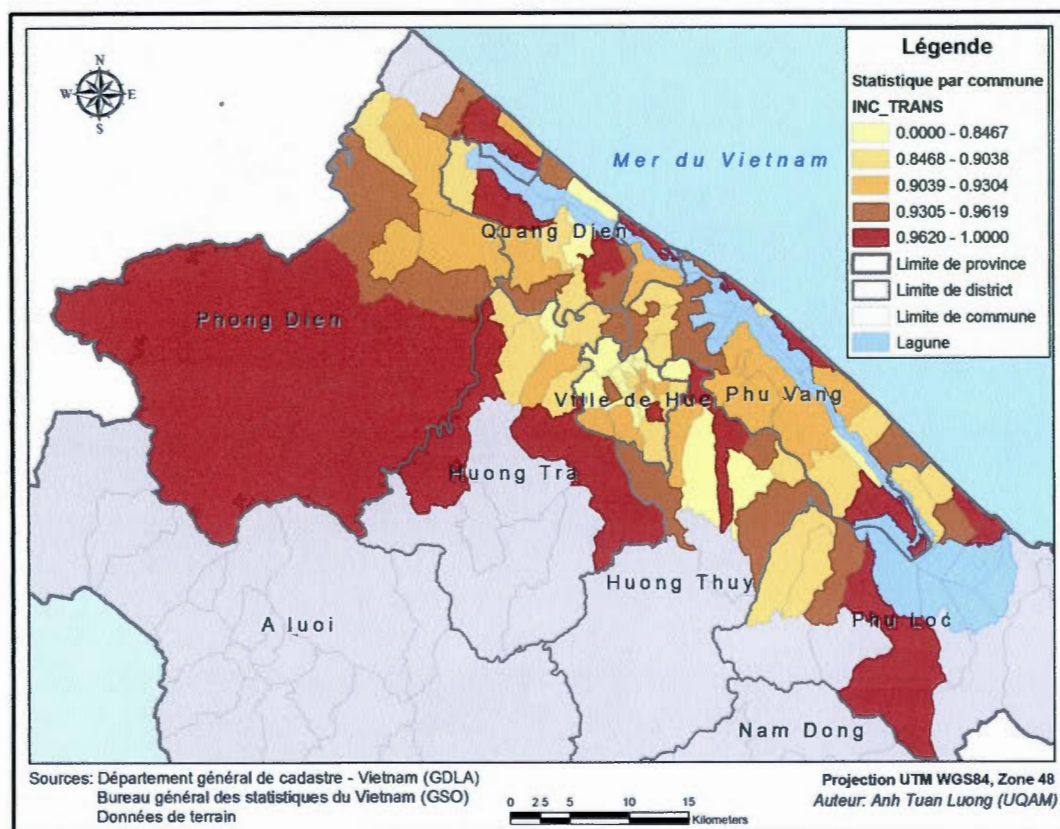 N
W E
S
Légende
Statistique par commune
INC_TRANS
0.0000 - 0.8467
0.8468 - 0.9038
0.9039 - 0.9304
0.9305 - 0.9619
0.9620 - 1.0000
Limite de province
Limite de district
Limite de commune
Lagune
Mer du Vietnam
Quang Dien
Phong Dien
Ville de Hue
Phu Vang
Huong Tra
Huong Thuy
A luoi
Phu Loc
Nam Dong
Sources: Département général de cadastre - Vietnam (GDLA)
Bureau général des statistiques du Vietnam (GSO)
Données de terrain
0 2.5 5 10 15
Kilometers
Projection UTM WGS84, Zone 48
Auteur: Anh Tuan Luong (UQAM)